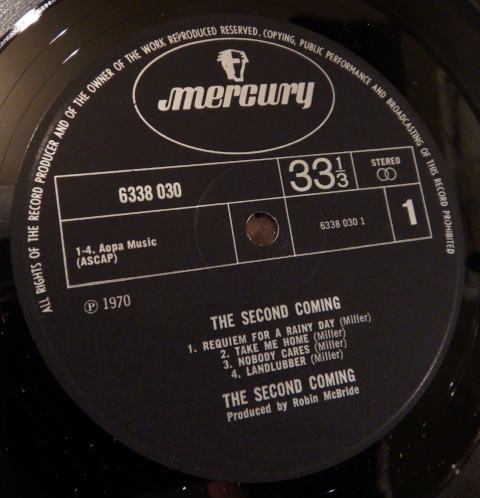 ALL RIGHTS OF THE RECORD PRODUCER AND OF THE OWNER OF THE WORK REPRODUCED RESERVED. COPYING, PUBLIC PERFORMANCE AND BROADCASTING OF THIS RECORD PROHIBITED
mercury
6338 030
33 1/3
STEREO
1-4. Aopa Music
(ASCAP)
6338 030 1
1
Ⓟ 1970
THE SECOND COMING
1. REQUIEM FOR A RAINY DAY (Miller)
2. TAKE ME HOME (Miller)
3. NOBODY CARES (Miller)
4. LANDLUBBER (Miller)
THE SECOND COMING
Produced by Robin McBride